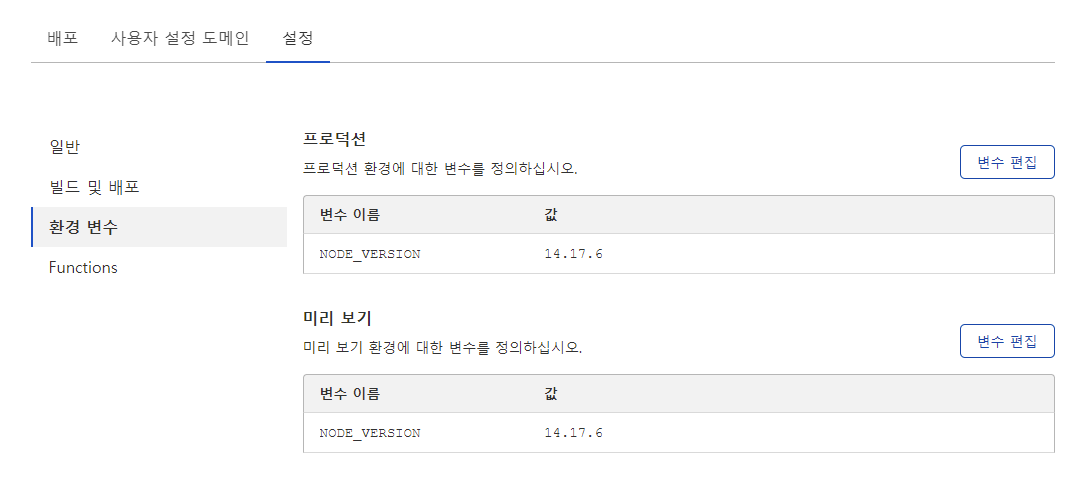 배포 사용자 설정 도메인 설정
일반
빌드 및 배포
환경 변수
Functions
프로덕션
프로덕션 환경에 대한 변수를 정의하십시오.
변수 편집
변수 이름 값
NODE_VERSION 14.17.6
미리 보기
미리 보기 환경에 대한 변수를 정의하십시오.
변수 편집
변수 이름 값
NODE_VERSION 14.17.6